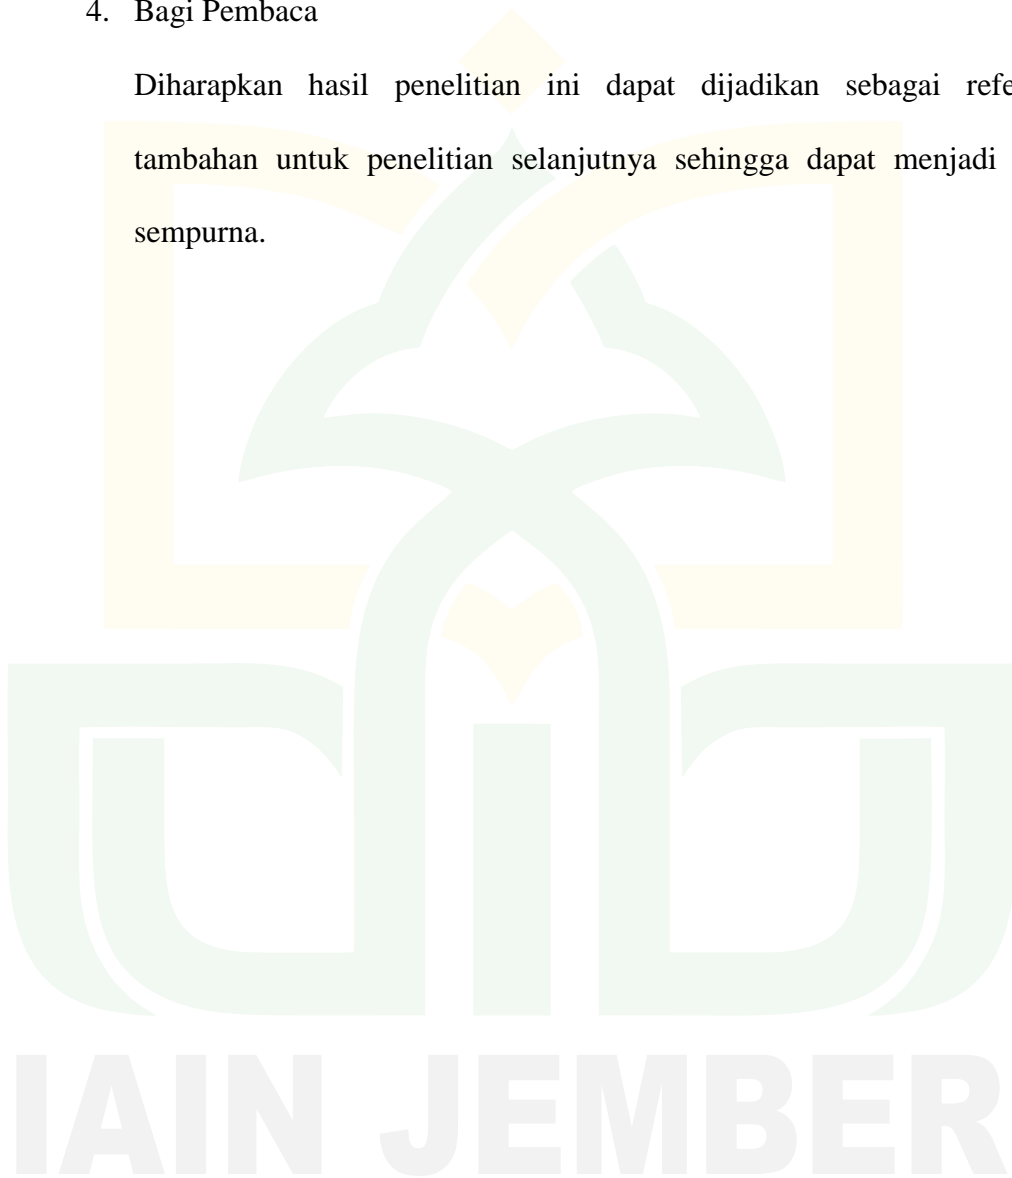 4. Bagi Pembaca
Diharapkan hasil penelitian ini dapat dijadikan sebagai
tambahan untuk penelitian selanjutnya sehingga dapat menjadi
sempurna.
IAIN JEMBER